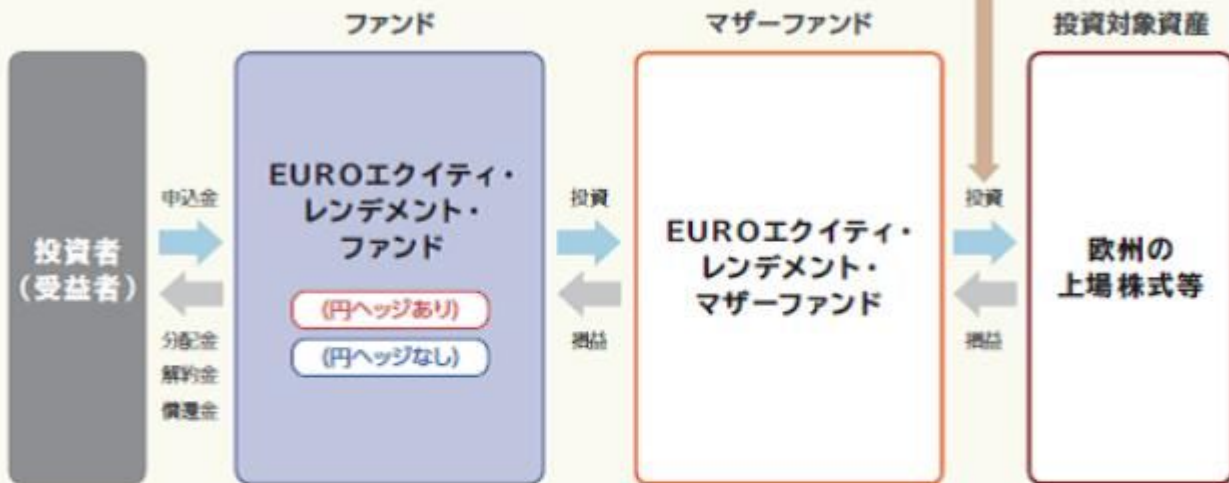 ファンド
マザーファンド
投資対象資産
投資者
(受益者)
申込金
分配金
解約金
償還金
EUROエクイティ・
レンデメント・
ファンド
(円ヘッジあり)
(円ヘッジなし)
投資
損益
EUROエクイティ・
レンデメント・
マザーファンド
投資
損益
欧州の
上場株式等